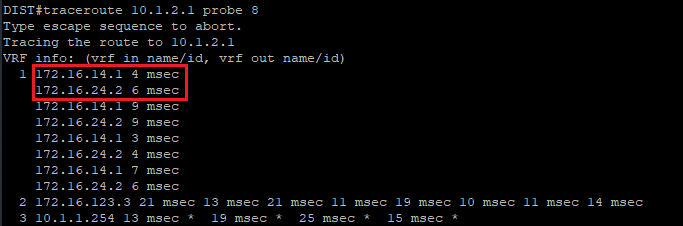 DIST#traceroute 10.1.2.1 probe 8
Type escape sequence to abort.
Tracing the route to 10.1.2.1
VRF info: (vrf in name/id, vrf out name/id)
  1 172.16.14.1 4 msec
    172.16.24.2 6 msec
    172.16.14.1 9 msec
    172.16.24.2 9 msec
    172.16.14.1 3 msec
    172.16.24.2 4 msec
    172.16.14.1 7 msec
    172.16.24.2 6 msec
  2 172.16.123.3 21 msec 13 msec 21 msec 11 msec 19 msec 10 msec 11 msec 14 msec
  3 10.1.1.254 13 msec *  19 msec *  25 msec *  15 msec *